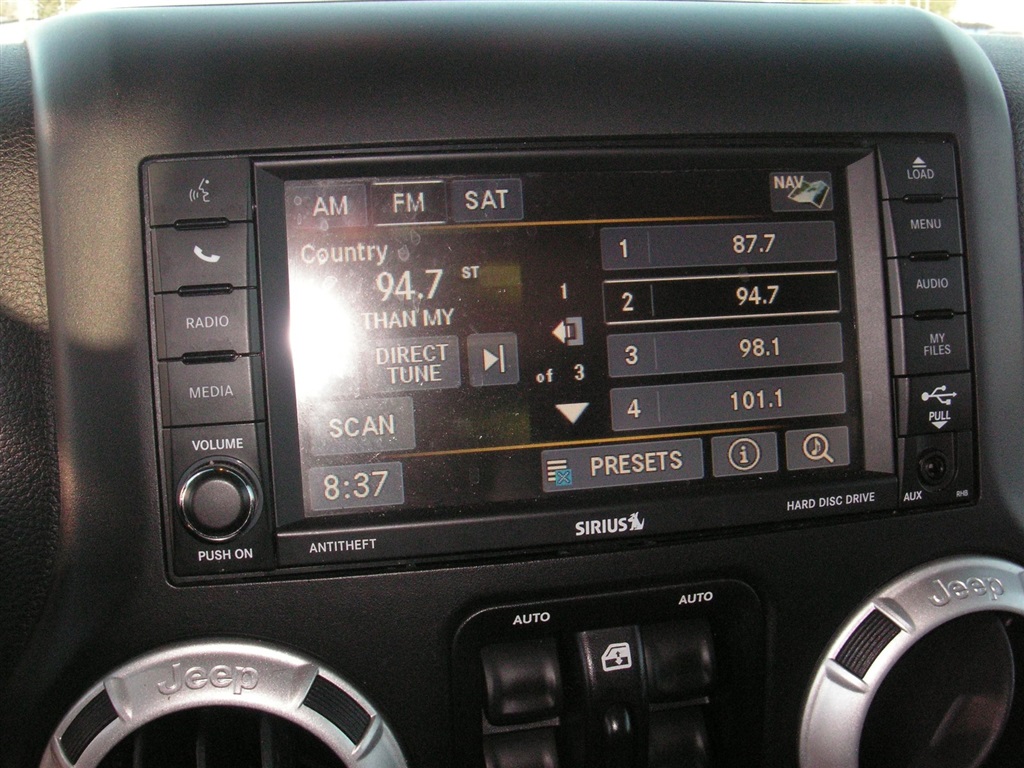 AM FM SAT NAV
Country
94.7 ST
THAN MY
DIRECT
TUNE
SCAN
8:37
1
of 3
1 87.7
2 94.7
3 98.1
4 101.1
PRESETS
i
RADIO
MEDIA
VOLUME
PUSH ON
ANTITHEFT
SIRIUS
HARD DISC DRIVE
LOAD
MENU
AUDIO
MY
FILES
PULL
AUX RHB
AUTO AUTO
Jeep
Jeep